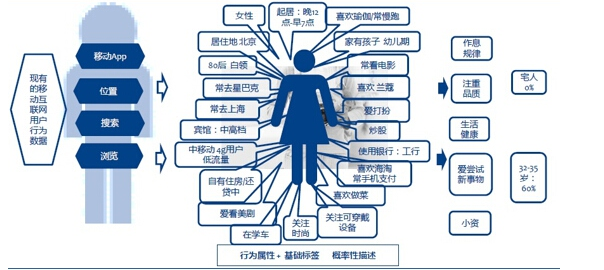 现有
的移
动互
联网
用户
行为
数据
移动App
位置
搜索
浏览
女性
居住地 北京
80后 白领
常去星巴克
常去上海
宾馆：中高档
中移动 4g用户
低流量
自有住房/还
贷中
爱看美剧
在学车
起居：晚12
点-早7点
喜欢瑜伽/常慢跑
家有孩子 幼儿期
常看电影
喜欢 兰蔻
爱打扮
炒股
使用银行：工行
喜欢海淘
常手机支付
喜欢做菜
关注可穿戴
设备
关注
时尚
行为属性 + 基础标签 概率性描述
作息
规律
注重
品质
生活
健康
爱尝试
新事物
小资
宅人
0%
32-35
岁：
60%